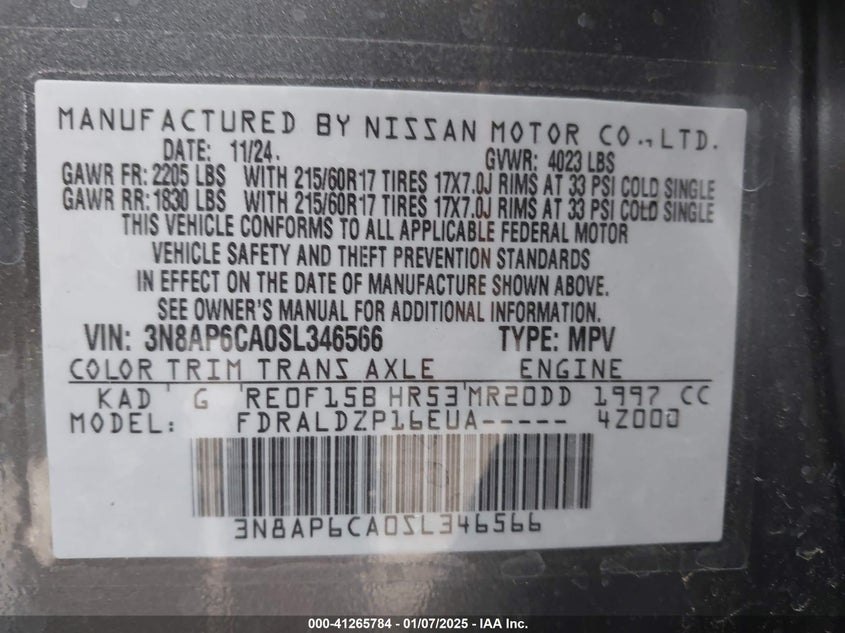 MANUFACTURED BY NISSAN MOTOR CO.,LTD.
DATE: 11/24. GVWR: 4023 LBS
GAWR FR: 2205 LBS WITH 215/60R17 TIRES 17X7.0J RIMS AT 33 PSI COLD SINGLE
GAWR RR: 1830 LBS WITH 215/60R17 TIRES 17X7.0J RIMS AT 33 PSI COLD SINGLE
THIS VEHICLE CONFORMS TO ALL APPLICABLE FEDERAL MOTOR
VEHICLE SAFETY AND THEFT PREVENTION STANDARDS
IN EFFECT ON THE DATE OF MANUFACTURE SHOWN ABOVE.
SEE OWNER'S MANUAL FOR ADDITIONAL INFORMATION.
VIN: 3N8AP6CA0SL346566 TYPE: MPV
COLOR TRIM TRANS AXLE ENGINE
KAD G RE0F15B HR53 MR20DD 1997 CC
MODEL: FDRALDZP16EUA----- 4Z000
3N8AP6CA0SL346566
000-41265784 — 01/07/2025 — IAA Inc.